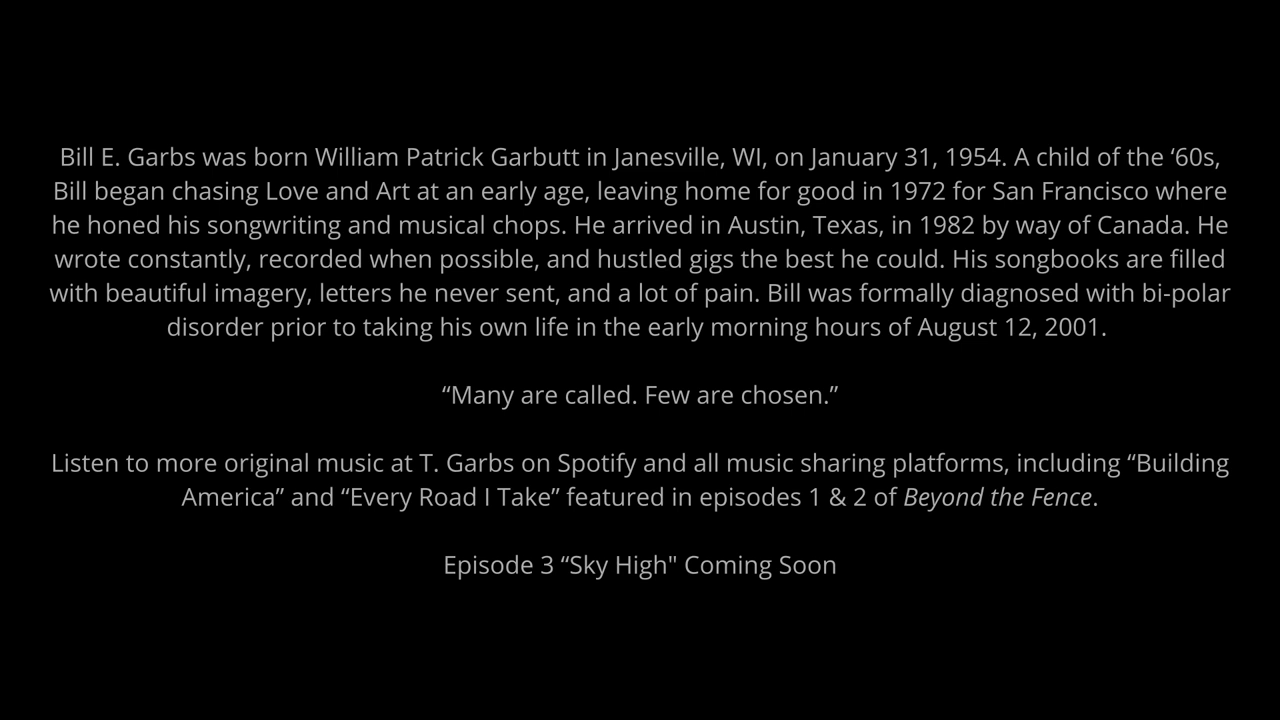 Bill E. Garbs was born William Patrick Garbutt in Janesville, WI, on January 31, 1954. A child of the ‘60s,
Bill began chasing Love and Art at an early age, leaving home for good in 1972 for San Francisco where
he honed his songwriting and musical chops. He arrived in Austin, Texas, in 1982 by way of Canada. He
wrote constantly, recorded when possible, and hustled gigs the best he could. His songbooks are filled
with beautiful imagery, letters he never sent, and a lot of pain. Bill was formally diagnosed with bi-polar
disorder prior to taking his own life in the early morning hours of August 12, 2001.
“Many are called. Few are chosen.”
Listen to more original music at T. Garbs on Spotify and all music sharing platforms, including “Building
America” and “Every Road I Take” featured in episodes 1 & 2 of Beyond the Fence.
Episode 3 “Sky High" Coming Soon